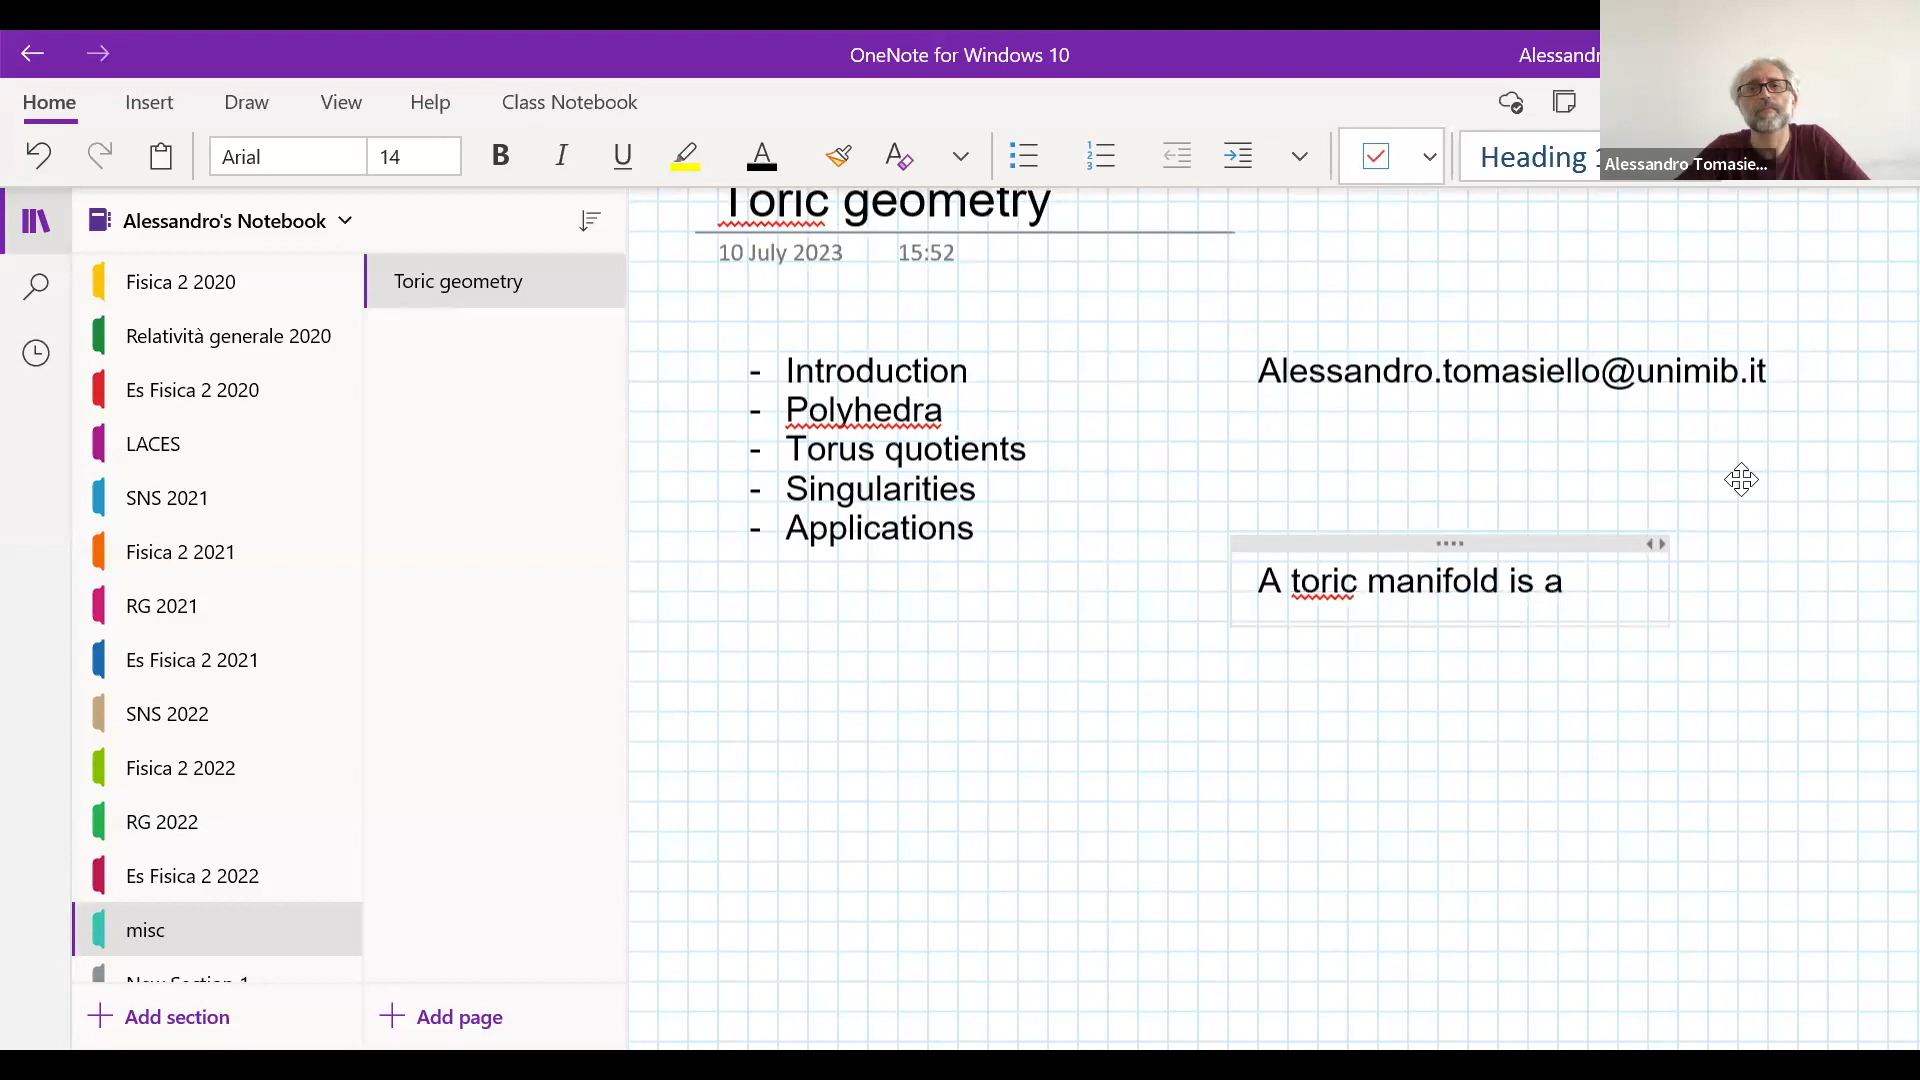 OneNote for Windows 10
Alessandr
Home Insert Draw View Help Class Notebook
Arial 14 B I U A A Heading
Alessandro Tomasie...
Alessandro's Notebook
Fisica 2 2020
Relatività generale 2020
Es Fisica 2 2020
LACES
SNS 2021
Fisica 2 2021
RG 2021
Es Fisica 2 2021
SNS 2022
Fisica 2 2022
RG 2022
Es Fisica 2 2022
misc
New Section 1
Add section
Toric geometry
Add page
Toric geometry
10 July 2023 15:52
- Introduction
- Polyhedra
- Torus quotients
- Singularities
- Applications
Alessandro.tomasiello@unimib.it
A toric manifold is a